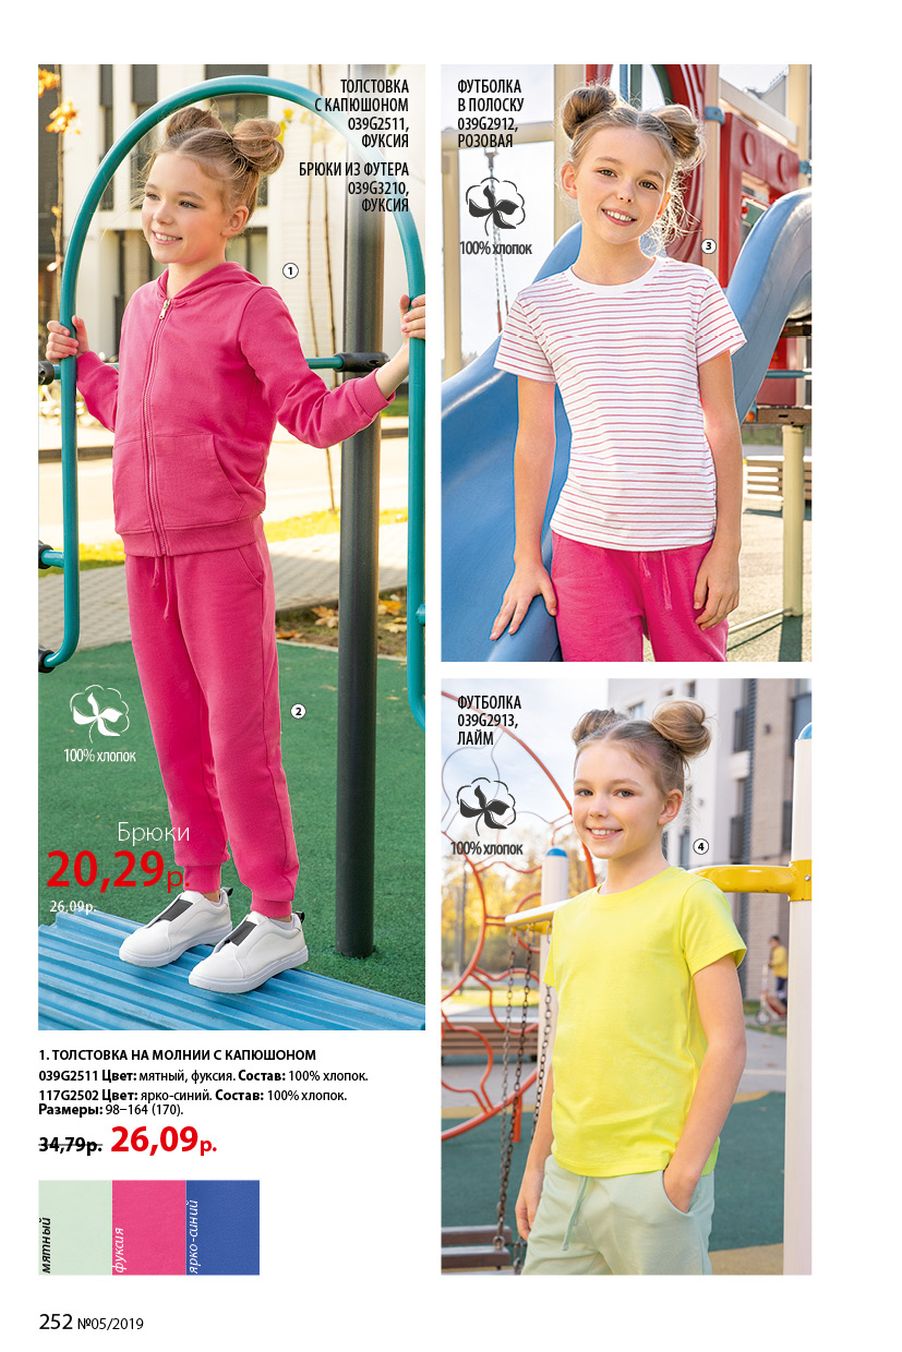 ТОЛСТОВКА
С КАПЮШОНОМ
039G2511,
ФУКСИЯ
БРЮКИ ИЗ ФУТЕРА
039G3210,
ФУКСИЯ
1
2
100% хлопок
Брюки
20,29р.
26,09р.
ФУТБОЛКА
В ПОЛОСКУ
039G2912,
РОЗОВАЯ
100% хлопок
3
ФУТБОЛКА
039G2913,
ЛАЙМ
100% хлопок
4
1. ТОЛСТОВКА НА МОЛНИИ С КАПЮШОНОМ
039G2511 Цвет: мятный, фуксия. Состав: 100% хлопок.
117G2502 Цвет: ярко-синий. Состав: 100% хлопок.
Размеры: 98–164 (170).
34,79р. 26,09р.
мятный
фуксия
ярко-синий
252 №05/2019